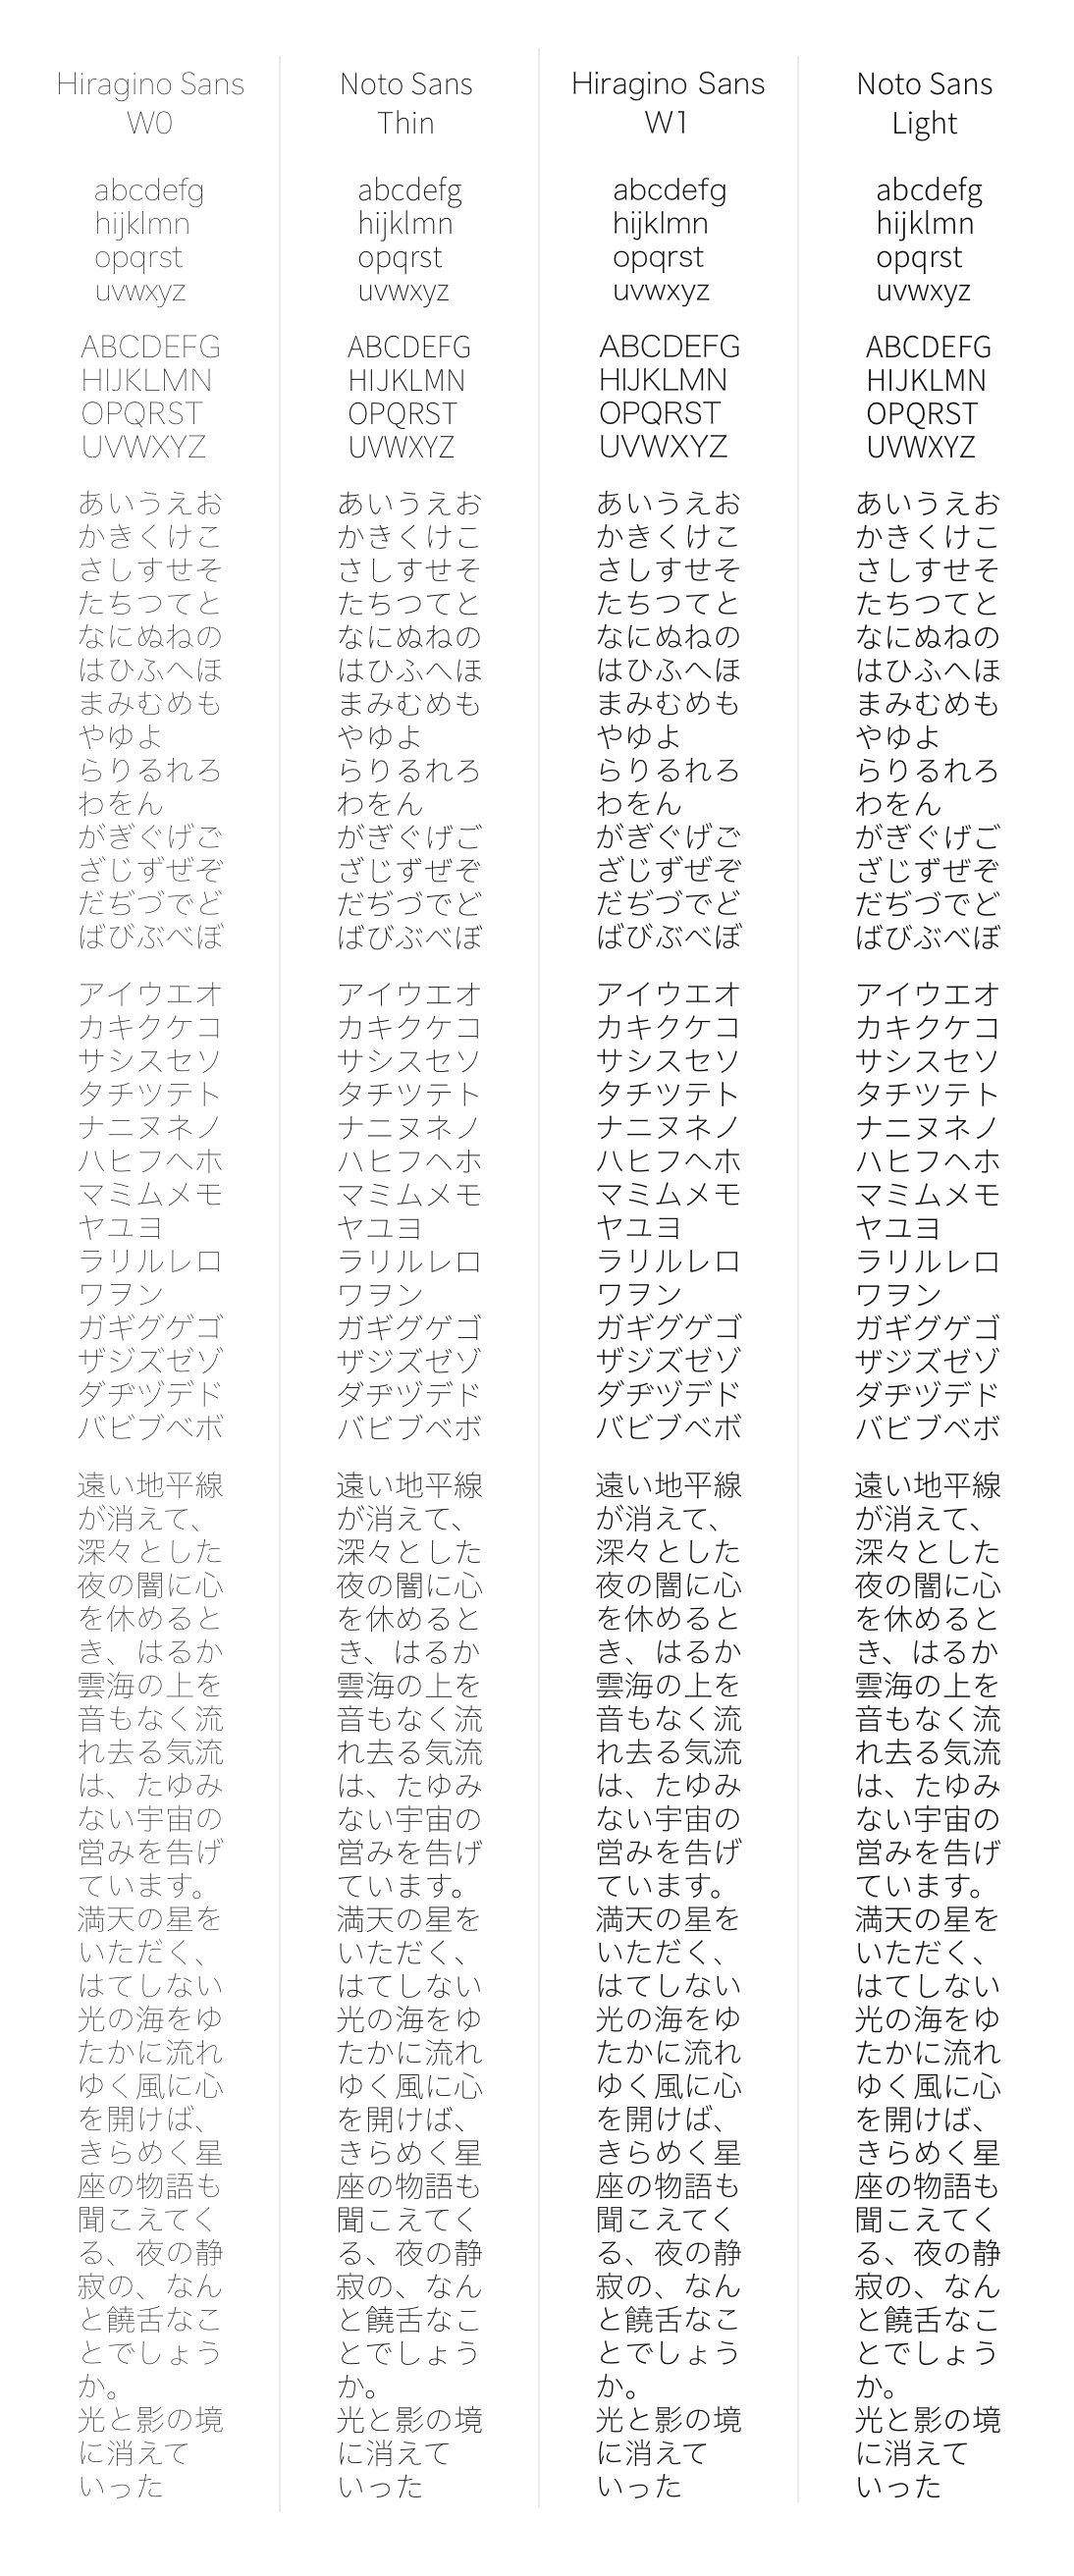 Hiragino Sans
W0
abcdefg
hijklmn
opqrst
uvwxyz
ABCDEFG
HIJKLMN
OPQRST
UVWXYZ
あいうえお
かきくけこ
さしすせそ
たちつてと
なにぬねの
はひふへほ
まみむめも
やゆよ
らりるれろ
わをん
がぎぐげご
ざじずぜぞ
だぢづでど
ばびぶべぼ
アイウエオ
カキクケコ
サシスセソ
タチツテト
ナニヌネノ
ハヒフヘホ
マミムメモ
ヤユヨ
ラリルレロ
ワヲン
ガギグゲゴ
ザジズゼゾ
ダヂヅデド
バビブベボ
遠い地平線
が消えて、
深々とした
夜の闇に心
を休めると
き、はるか
雲海の上を
音もなく流
れ去る気流
は、たゆみ
ない宇宙の
営みを告げ
ています。
満天の星を
いただく、
はてしない
光の海をゆ
たかに流れ
ゆく風に心
を開けば、
きらめく星
座の物語も
聞こえてく
る、夜の静
寂の、なん
と饒舌なこ
とでしょう
か。
光と影の境
に消えて
いった
Noto Sans
Thin
abcdefg
hijklmn
opqrst
uvwxyz
ABCDEFG
HIJKLMN
OPQRST
UVWXYZ
あいうえお
かきくけこ
さしすせそ
たちつてと
なにぬねの
はひふへほ
まみむめも
やゆよ
らりるれろ
わをん
がぎぐげご
ざじずぜぞ
だぢづでど
ばびぶべぼ
アイウエオ
カキクケコ
サシスセソ
タチツテト
ナニヌネノ
ハヒフヘホ
マミムメモ
ヤユヨ
ラリルレロ
ワヲン
ガギグゲゴ
ザジズゼゾ
ダヂヅデド
バビブベボ
遠い地平線
が消えて、
深々とした
夜の闇に心
を休めると
き、はるか
雲海の上を
音もなく流
れ去る気流
は、たゆみ
ない宇宙の
営みを告げ
ています。
満天の星を
いただく、
はてしない
光の海をゆ
たかに流れ
ゆく風に心
を開けば、
きらめく星
座の物語も
聞こえてく
る、夜の静
寂の、なん
と饒舌なこ
とでしょう
か。
光と影の境
に消えて
いった
Hiragino Sans
W1
abcdefg
hijklmn
opqrst
uvwxyz
ABCDEFG
HIJKLMN
OPQRST
UVWXYZ
あいうえお
かきくけこ
さしすせそ
たちつてと
なにぬねの
はひふへほ
まみむめも
やゆよ
らりるれろ
わをん
がぎぐげご
ざじずぜぞ
だぢづでど
ばびぶべぼ
アイウエオ
カキクケコ
サシスセソ
タチツテト
ナニヌネノ
ハヒフヘホ
マミムメモ
ヤユヨ
ラリルレロ
ワヲン
ガギグゲゴ
ザジズゼゾ
ダヂヅデド
バビブベボ
遠い地平線
が消えて、
深々とした
夜の闇に心
を休めると
き、はるか
雲海の上を
音もなく流
れ去る気流
は、たゆみ
ない宇宙の
営みを告げ
ています。
満天の星を
いただく、
はてしない
光の海をゆ
たかに流れ
ゆく風に心
を開けば、
きらめく星
座の物語も
聞こえてく
る、夜の静
寂の、なん
と饒舌なこ
とでしょう
か。
光と影の境
に消えて
いった
Noto Sans
Light
abcdefg
hijklmn
opqrst
uvwxyz
ABCDEFG
HIJKLMN
OPQRST
UVWXYZ
あいうえお
かきくけこ
さしすせそ
たちつてと
なにぬねの
はひふへほ
まみむめも
やゆよ
らりるれろ
わをん
がぎぐげご
ざじずぜぞ
だぢづでど
ばびぶべぼ
アイウエオ
カキクケコ
サシスセソ
タチツテト
ナニヌネノ
ハヒフヘホ
マミムメモ
ヤユヨ
ラリルレロ
ワヲン
ガギグゲゴ
ザジズゼゾ
ダヂヅデド
バビブベボ
遠い地平線
が消えて、
深々とした
夜の闇に心
を休めると
き、はるか
雲海の上を
音もなく流
れ去る気流
は、たゆみ
ない宇宙の
営みを告げ
ています。
満天の星を
いただく、
はてしない
光の海をゆ
たかに流れ
ゆく風に心
を開けば、
きらめく星
座の物語も
聞こえてく
る、夜の静
寂の、なん
と饒舌なこ
とでしょう
か。
光と影の境
に消えて
いった